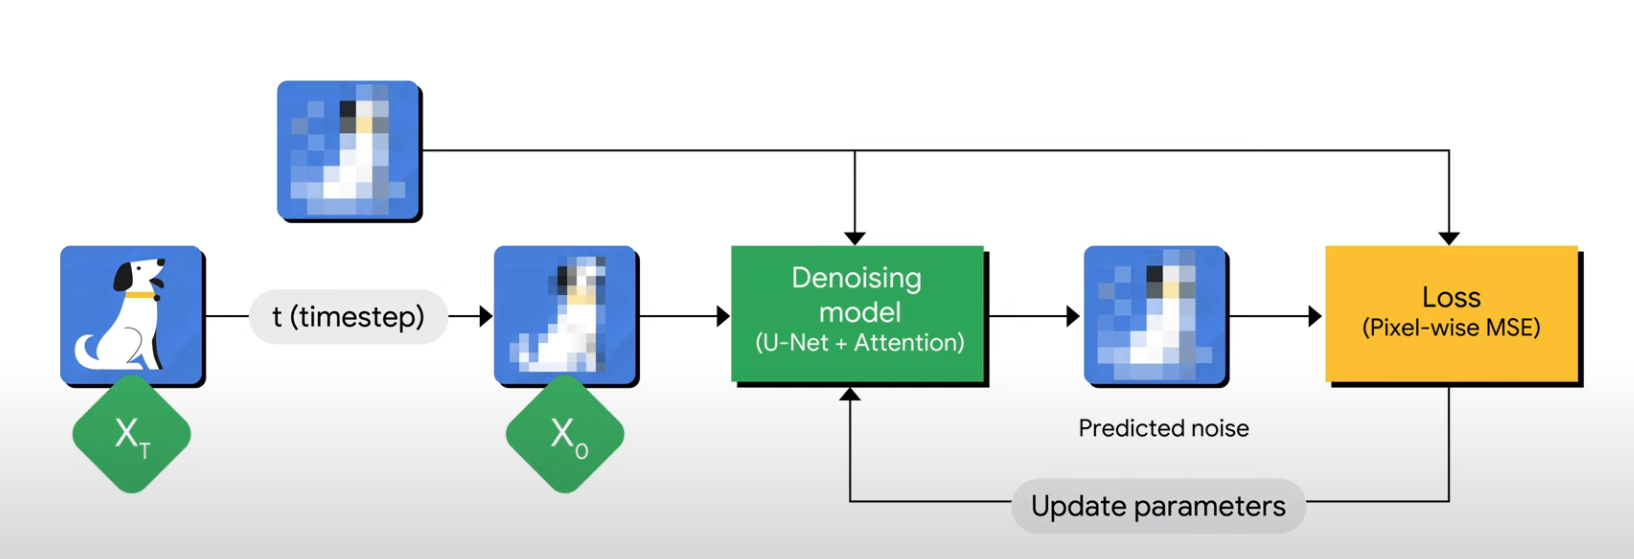 t (timestep)
Denoising
model
(U-Net + Attention)
Loss
(Pixel-wise MSE)
X_T
X_0
Predicted noise
Update parameters